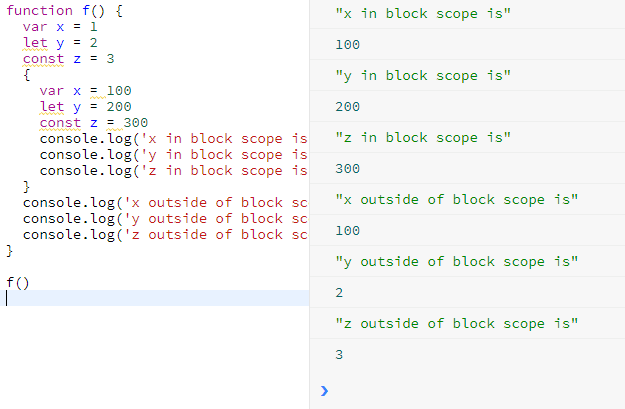 function f() {
  var x = 1
  let y = 2
  const z = 3
  {
    var x = 100
    let y = 200
    const z = 300
    console.log('x in block scope is
    console.log('y in block scope is
    console.log('z in block scope is
  }
  console.log('x outside of block sc
  console.log('y outside of block sc
  console.log('z outside of block sc
}
f()
"x in block scope is"
100
"y in block scope is"
200
"z in block scope is"
300
"x outside of block scope is"
100
"y outside of block scope is"
2
"z outside of block scope is"
3
❯